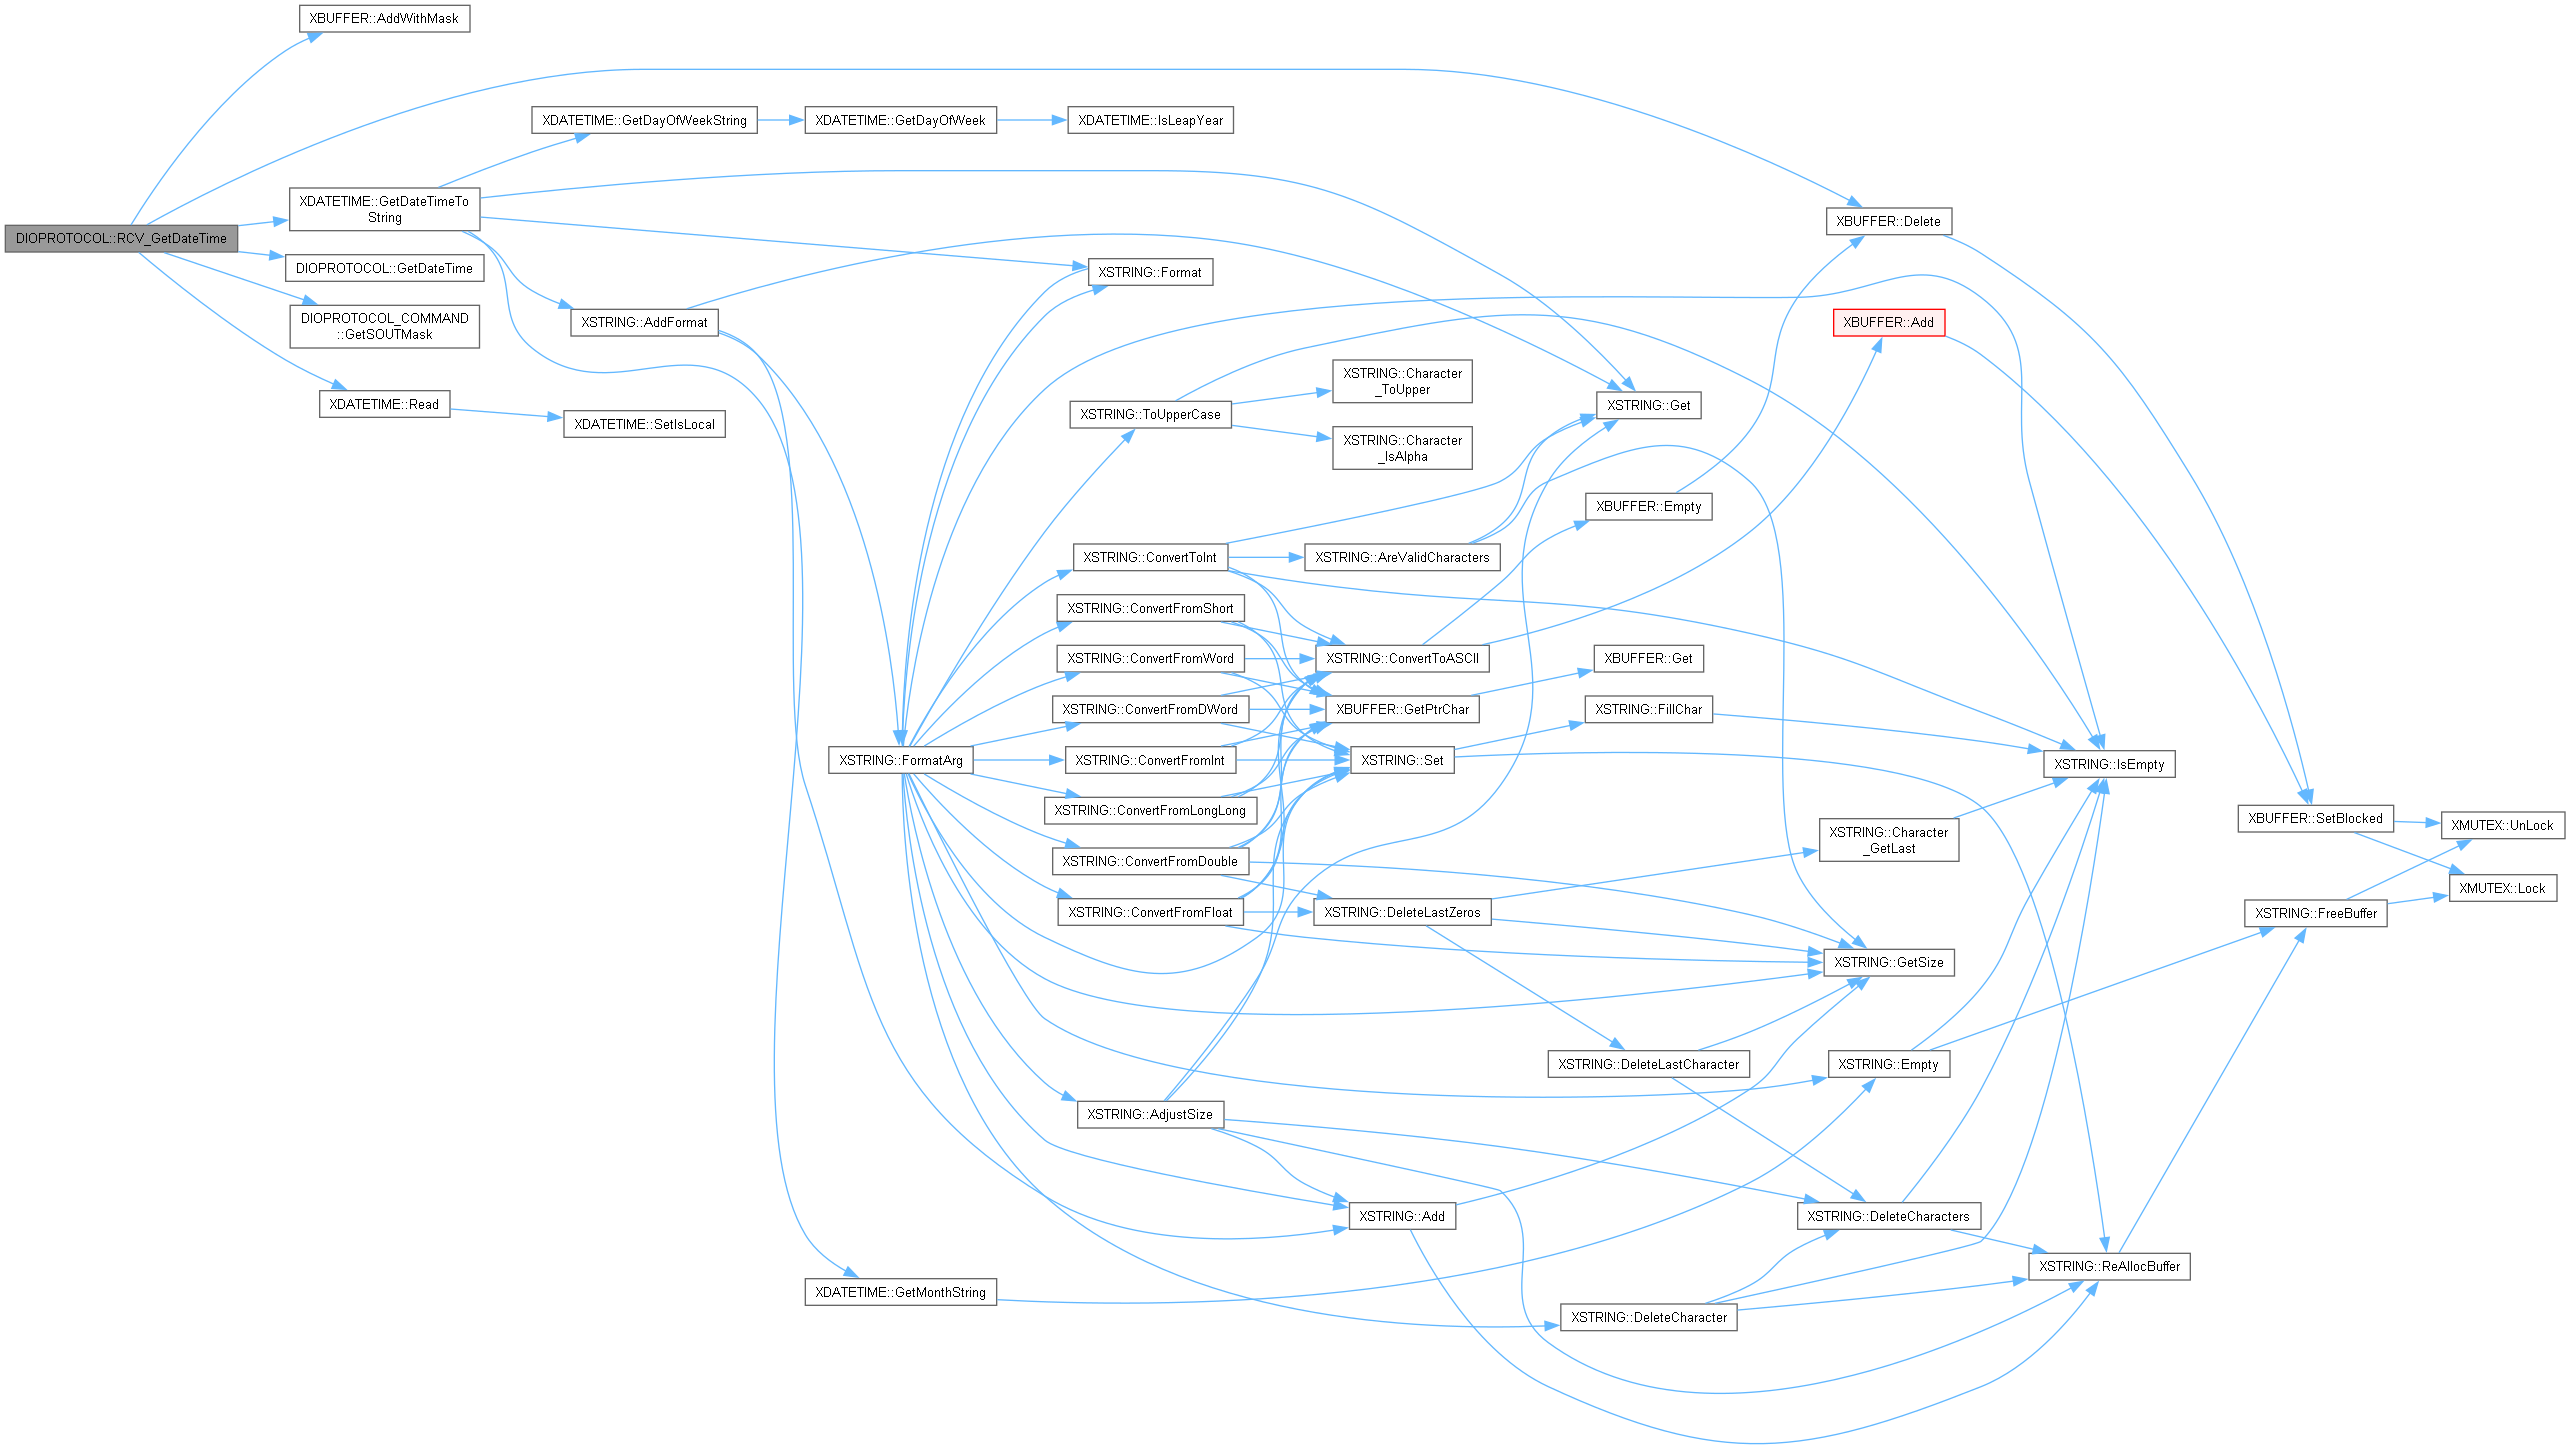 XBUFFER::AddWithMask
XDATETIME::GetDayOfWeekString
XDATETIME::GetDayOfWeek
XDATETIME::IsLeapYear
XDATETIME::GetDateTimeTo
String
DIOPROTOCOL::RCV_GetDateTime
DIOPROTOCOL::GetDateTime
DIOPROTOCOL_COMMAND
::GetSOUTMask
XDATETIME::Read
XDATETIME::SetIsLocal
XSTRING::AddFormat
XSTRING::Format
XBUFFER::Delete
XBUFFER::Add
XSTRING::ToUpperCase
XSTRING::Character
_ToUpper
XSTRING::Character
_IsAlpha
XSTRING::Get
XBUFFER::Empty
XSTRING::ConvertToInt
XSTRING::AreValidCharacters
XSTRING::ConvertFromShort
XSTRING::ConvertFromWord
XSTRING::ConvertToASCII
XBUFFER::Get
XSTRING::ConvertFromDWord
XBUFFER::GetPtrChar
XSTRING::FillChar
XSTRING::FormatArg
XSTRING::ConvertFromInt
XSTRING::Set
XSTRING::IsEmpty
XSTRING::ConvertFromLongLong
XSTRING::Character
_GetLast
XBUFFER::SetBlocked
XMUTEX::UnLock
XSTRING::ConvertFromDouble
XMUTEX::Lock
XSTRING::ConvertFromFloat
XSTRING::DeleteLastZeros
XSTRING::FreeBuffer
XSTRING::GetSize
XSTRING::DeleteLastCharacter
XSTRING::Empty
XSTRING::AdjustSize
XSTRING::Add
XSTRING::DeleteCharacters
XSTRING::ReAllocBuffer
XDATETIME::GetMonthString
XSTRING::DeleteCharacter